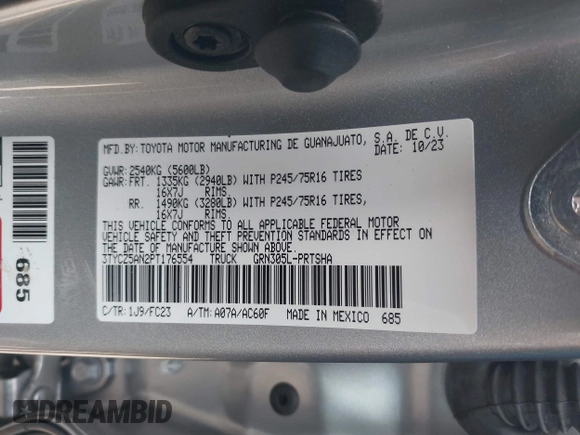 MFD.BY: TOYOTA MOTOR MANUFACTURING DE GUANAJUATO, S.A. DE C.V.
DATE: 10/23
GVWR: 2540KG (5600LB)
GAWR: FRT. 1335KG (2940LB) WITH P245/75R16 TIRES
16X7J RIMS,
RR. 1490KG (3280LB) WITH P245/75R16 TIRES,
16X7J RIMS
THIS VEHICLE CONFORMS TO ALL APPLICABLE FEDERAL MOTOR
VEHICLE SAFETY AND THEFT PREVENTION STANDARDS IN EFFECT ON
THE DATE OF MANUFACTURE SHOWN ABOVE.
3TYCZ5AN2PT176554 TRUCK GRN305L-PRTSHA
C/TR: 1J9/FC23 A/TM: A07A/AC60F MADE IN MEXICO 685
685
DREAMBID